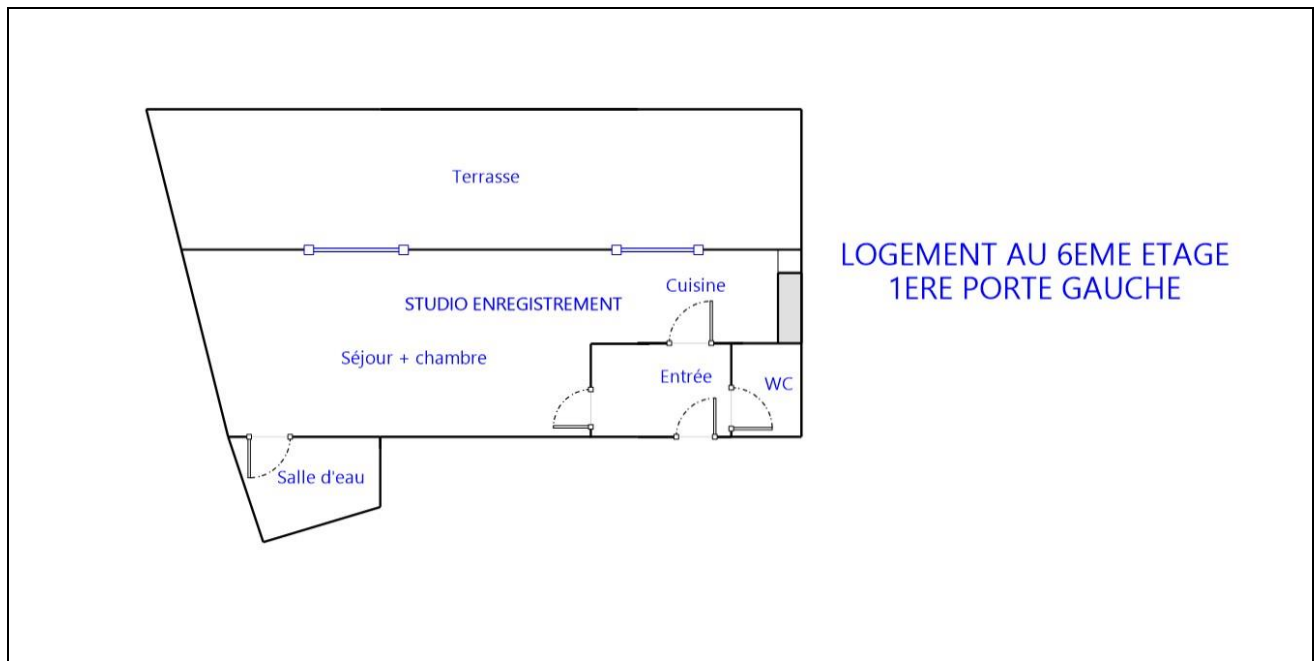 Terrasse
LOGEMENT AU 6EME ETAGE
1ERE PORTE GAUCHE
Cuisine
STUDIO ENREGISTREMENT
Séjour + chambre
Entrée
WC
Salle d'eau